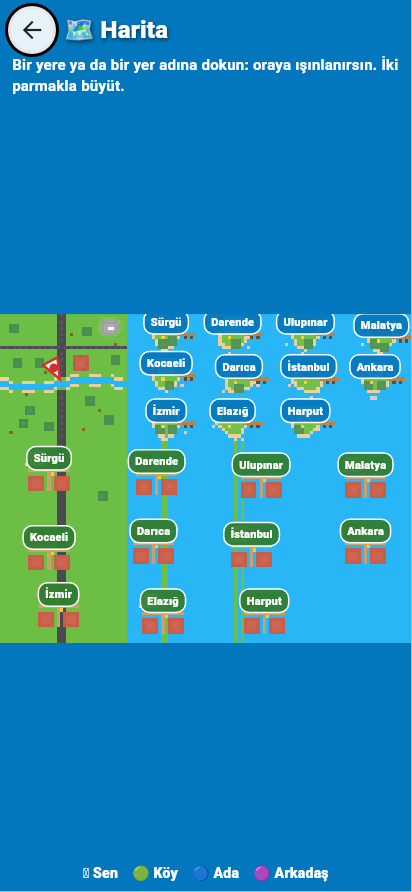 🗺️ Harita
Bir yere ya da bir yer adına dokun: oraya ışınlanırsın. İki
parmakla büyüt.
Sürgü Darende Ulupınar Malatya
Kocaeli Darıca İstanbul Ankara
İzmir Elazığ Harput
Sürgü Darende Ulupınar Malatya
Kocaeli Darıca İstanbul Ankara
İzmir Elazığ Harput
Sen 🟢 Köy 🔵 Ada 🟣 Arkadaş